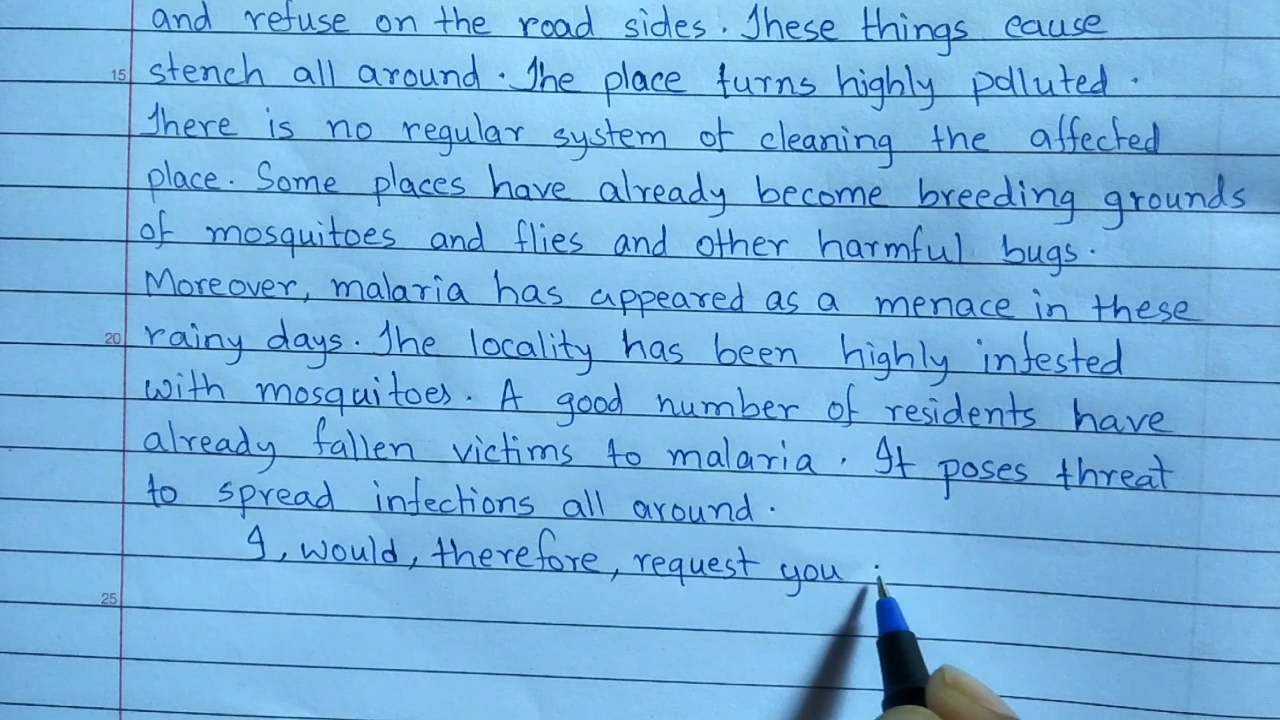 and refuse on the road sides. These things cause
15 stench all around. The place turns highly polluted.
There is no regular system of cleaning the affected
place. Some places have already become breeding grounds
of mosquitoes and flies and other harmful bugs.
Moreover, malaria has appeared as a menace in these
20 rainy days. The locality has been highly infested
with mosquitoes. A good number of residents have
already fallen victims to malaria. It poses threat
to spread infections all around.
I, would, therefore, request you
25